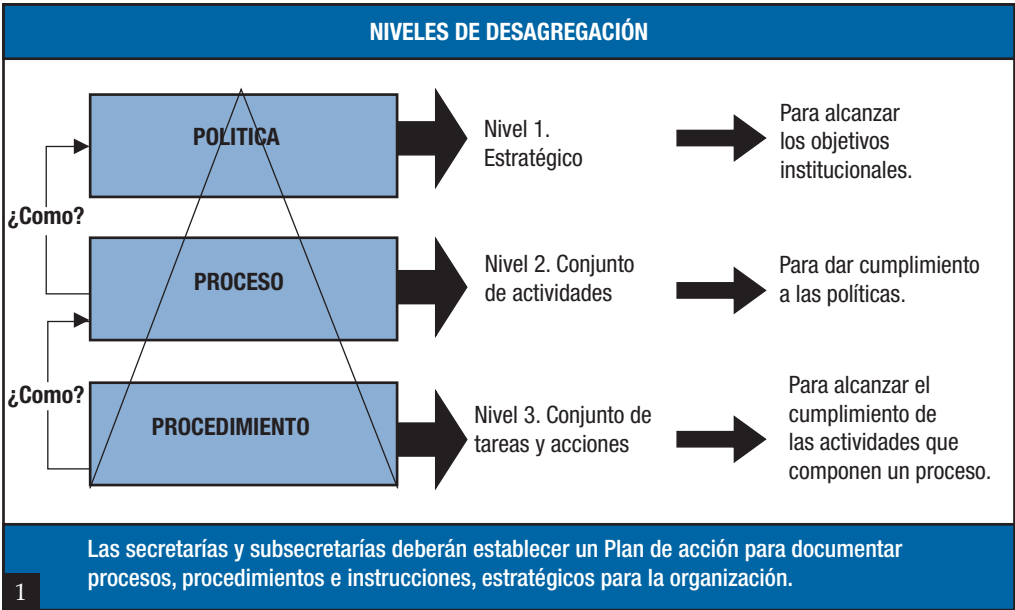 NIVELES DE DESAGREGACIÓN
POLITICA
Nivel 1.
Estratégico
Para alcanzar
los objetivos
institucionales.
¿Como?
PROCESO
Nivel 2. Conjunto
de actividades
Para dar cumplimiento
a las políticas.
¿Como?
PROCEDIMIENTO
Nivel 3. Conjunto de
tareas y acciones
Para alcanzar el
cumplimiento de
las actividades que
componen un proceso.
Las secretarías y subsecretarías deberán establecer un Plan de acción para documentar
procesos, procedimientos e instrucciones, estratégicos para la organización.
1